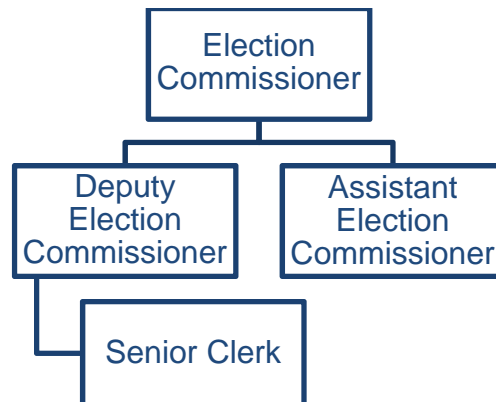 Election
Commissioner
Deputy
Election
Commissioner
Assistant
Election
Commissioner
Senior Clerk